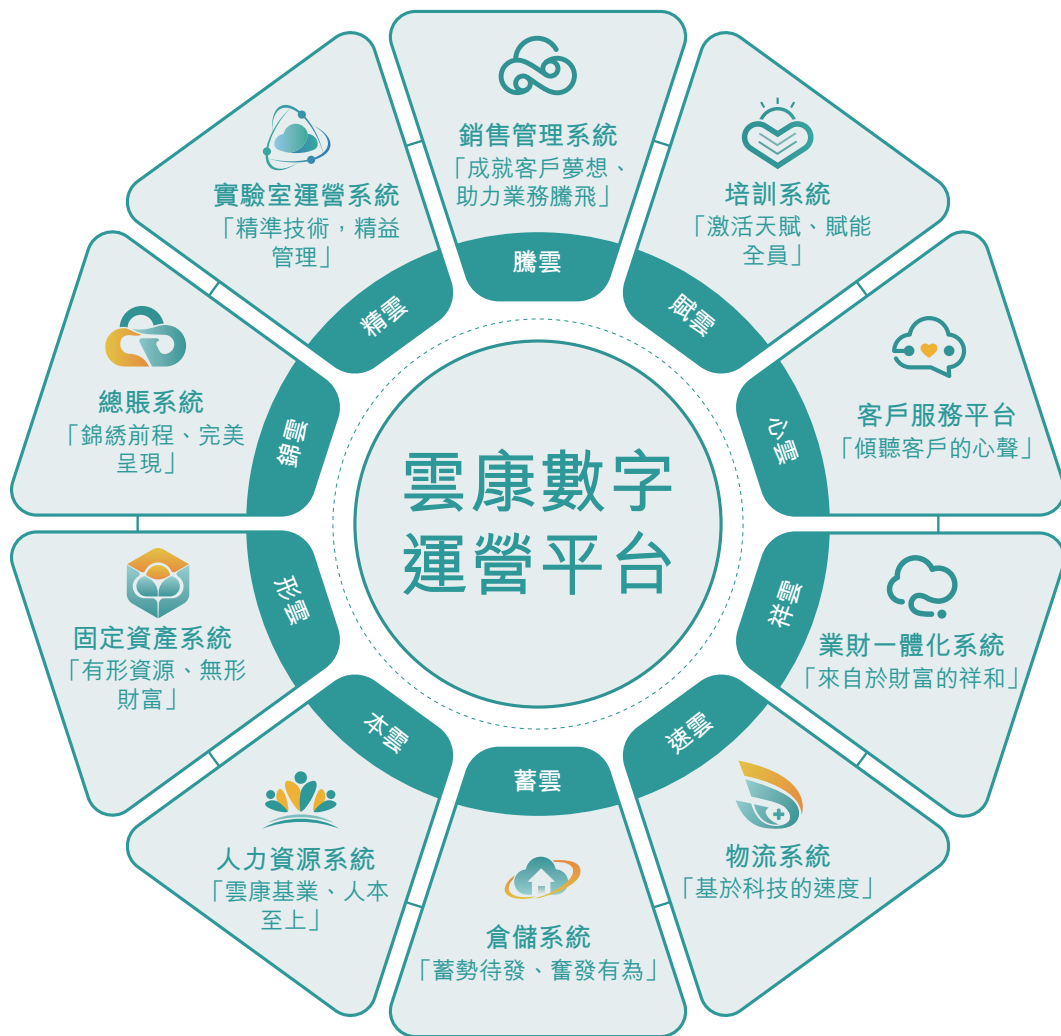 雲康數字
運營平台
銷售管理系統
「成就客戶夢想、
助力業務騰飛」
騰雲
培訓系統
「激活天賦、賦能
全員」
賦雲
客戶服務平台
「傾聽客戶的心聲」
心雲
業財一體化系統
「來自於財富的祥和」
祥雲
物流系統
「基於科技的速度」
速雲
倉儲系統
「蓄勢待發、奮發有為」
蓄雲
人力資源系統
「雲康基業、人本
至上」
本雲
固定資產系統
「有形資源、無形
財富」
形雲
總賬系統
「錦綉前程、完美
呈現」
錦雲
實驗室運營系統
「精準技術，精益
管理」
精雲